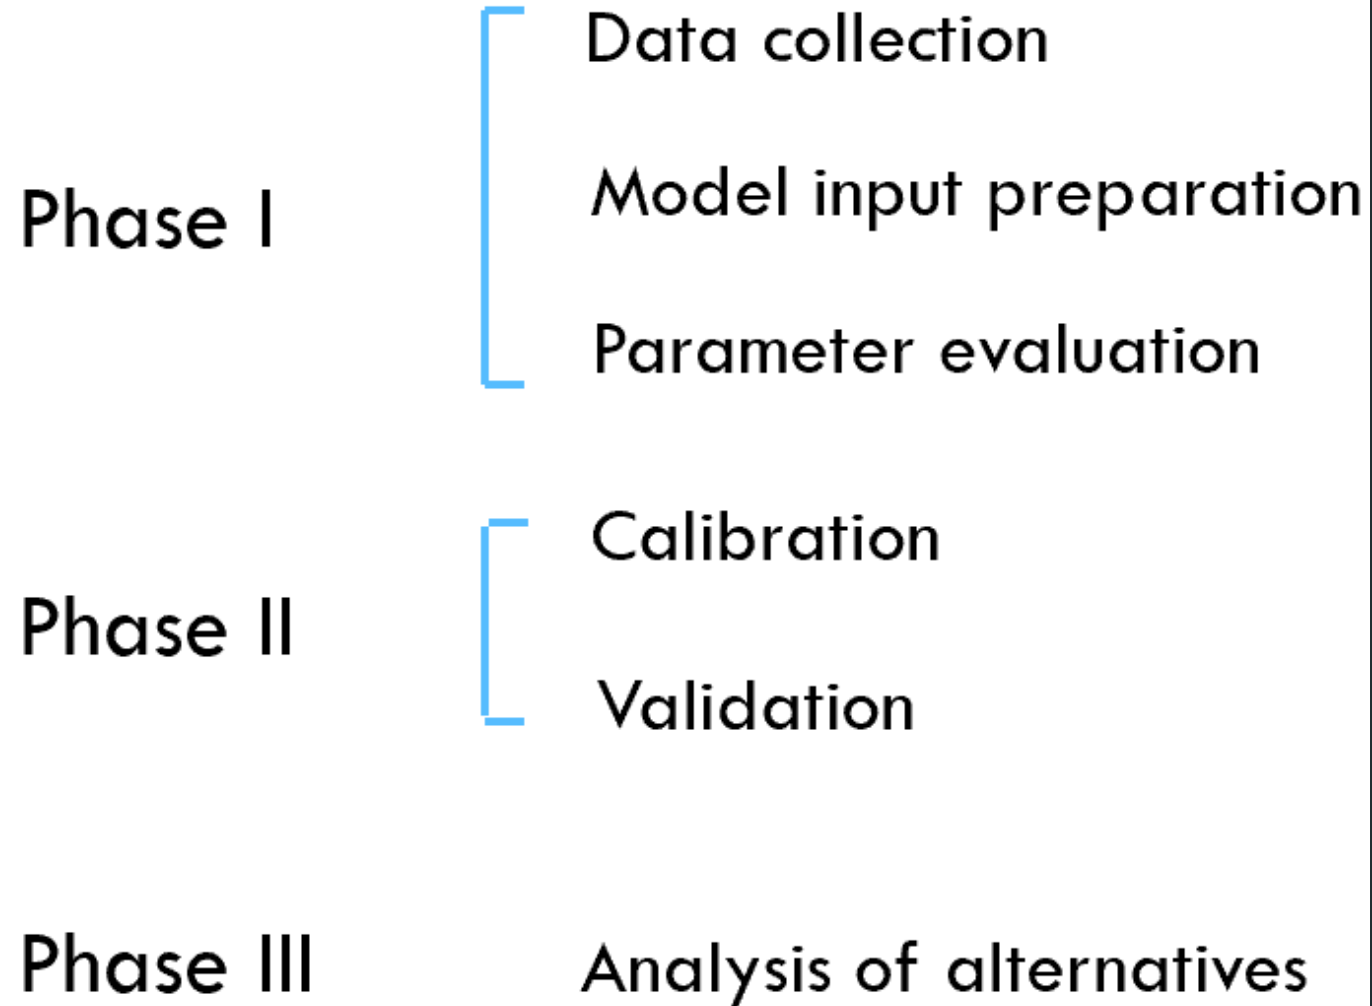 Data collection
Model input preparation
Phase I
Parameter evaluation
Calibration
Phase II
Validation
Phase III Analysis of alternatives